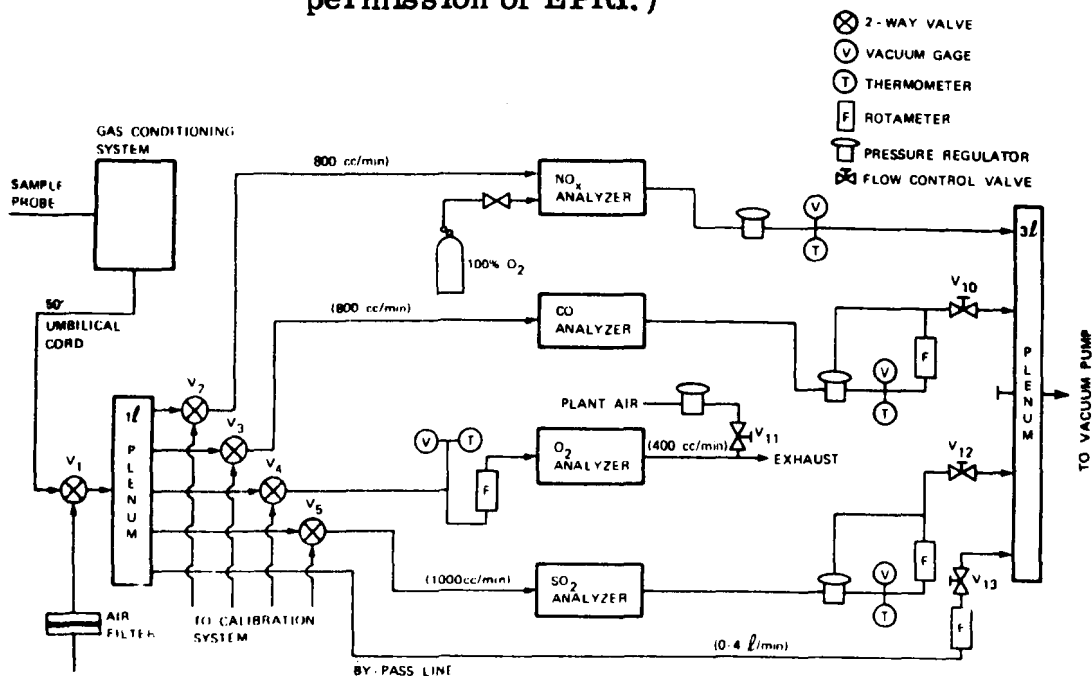 permission of EPRI.)
2-WAY VALVE
V VACUUM GAGE
T THERMOMETER
F ROTAMETER
PRESSURE REGULATOR
FLOW CONTROL VALVE
GAS CONDITIONING
SYSTEM
SAMPLE
PROBE
50'
UMBILICAL
CORD
800 cc/min)
NOx
ANALYZER
100% O2
V
T
3l
PLENUM
TO VACUUM PUMP
(800 cc/min)
CO
ANALYZER
V10
F
V
T
V1
1l
PLENUM
V2
V3
V4
V5
V T
F
PLANT AIR
V11
O2
ANALYZER
(400 cc/min)
EXHAUST
V12
(1000cc/min)
SO2
ANALYZER
V
T
F
V13
F
AIR
FILTER
TO CALIBRATION
SYSTEM
BY-PASS LINE
(0-4 l/min)